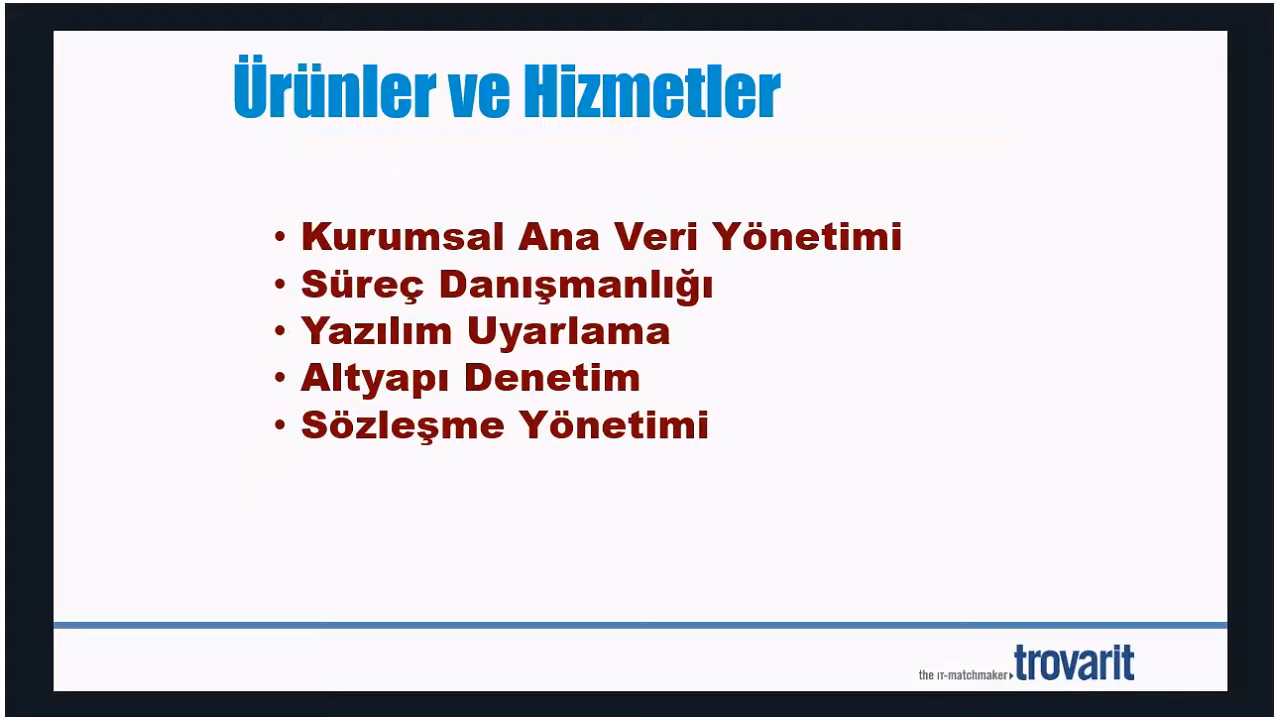 Ürünler ve Hizmetler
• Kurumsal Ana Veri Yönetimi
• Süreç Danışmanlığı
• Yazılım Uyarlama
• Altyapı Denetim
• Sözleşme Yönetimi
the IT-matchmaker trovarit